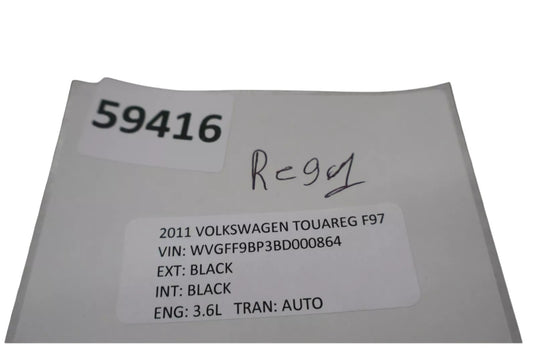 59416
2011 VOLKSWAGEN TOUAREG F97
VIN: WVGFF9BP3BD000864
EXT: BLACK
INT: BLACK
ENG: 3.6L TRAN: AUTO